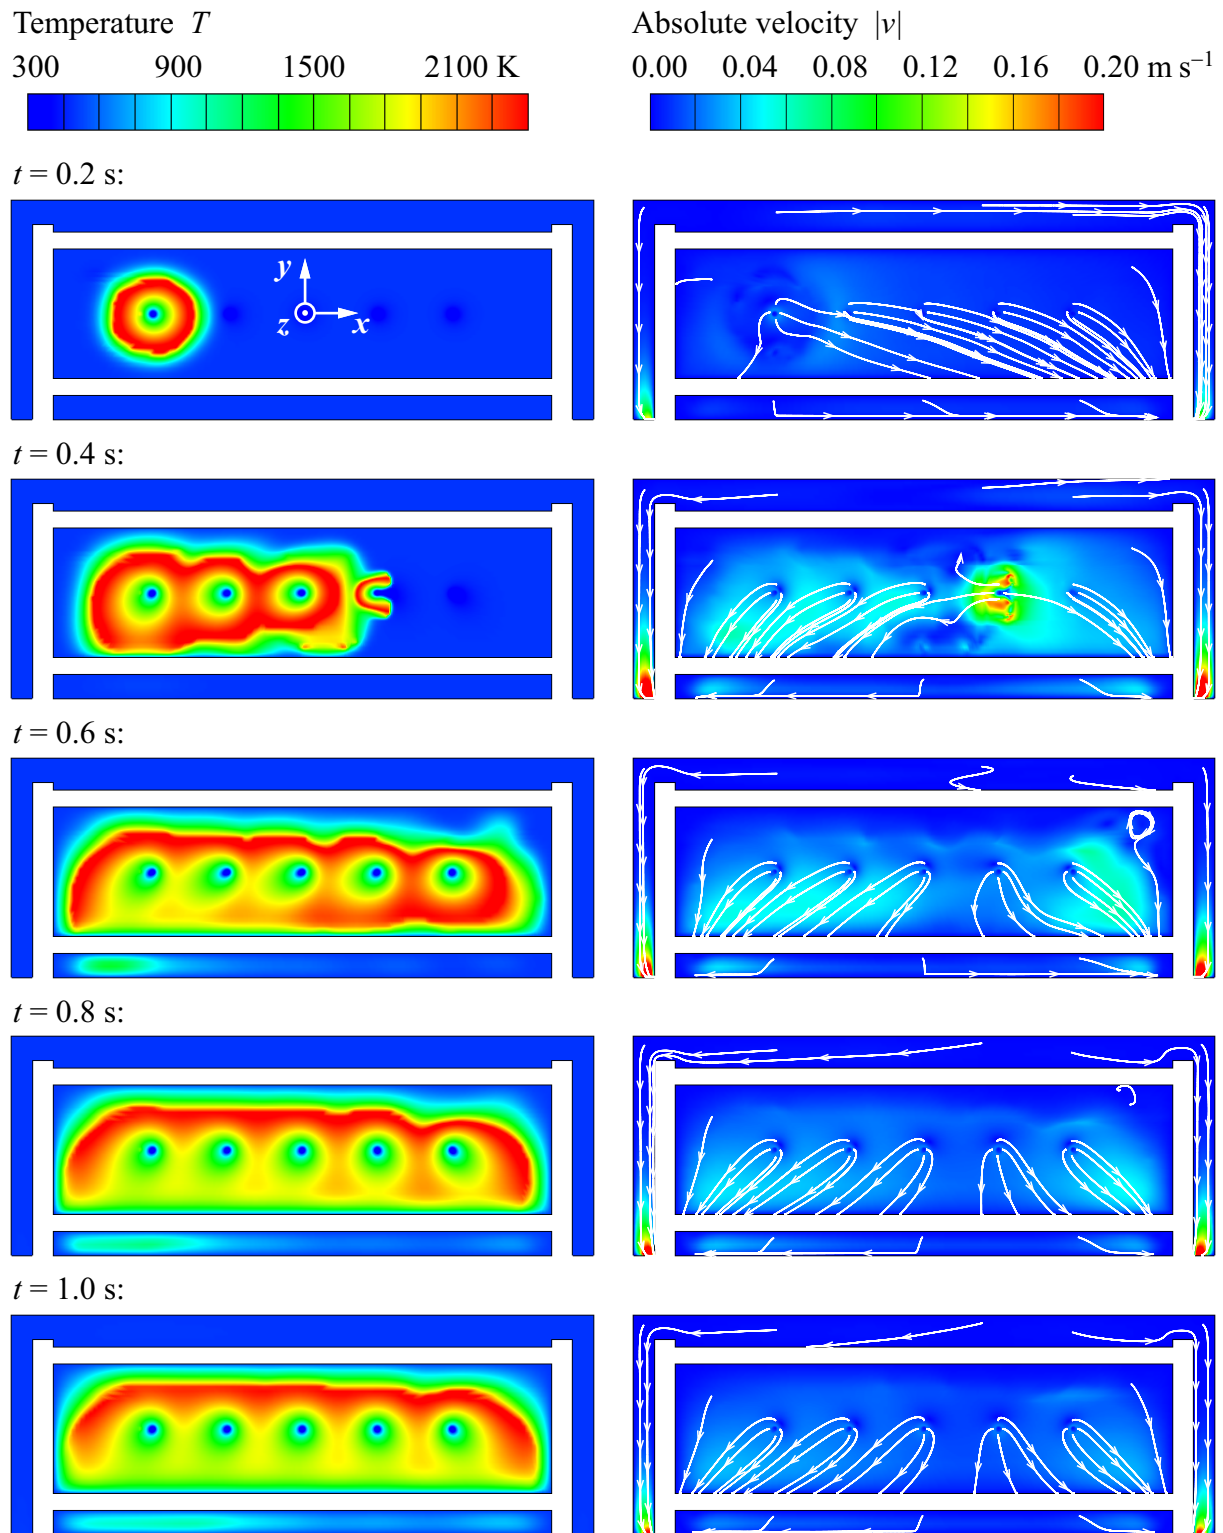 Temperature T
300 900 1500 2100 K
Absolute velocity |v|
0.00 0.04 0.08 0.12 0.16 0.20 m s⁻¹
t = 0.2 s:
y
z x
t = 0.4 s:
t = 0.6 s:
t = 0.8 s:
t = 1.0 s: